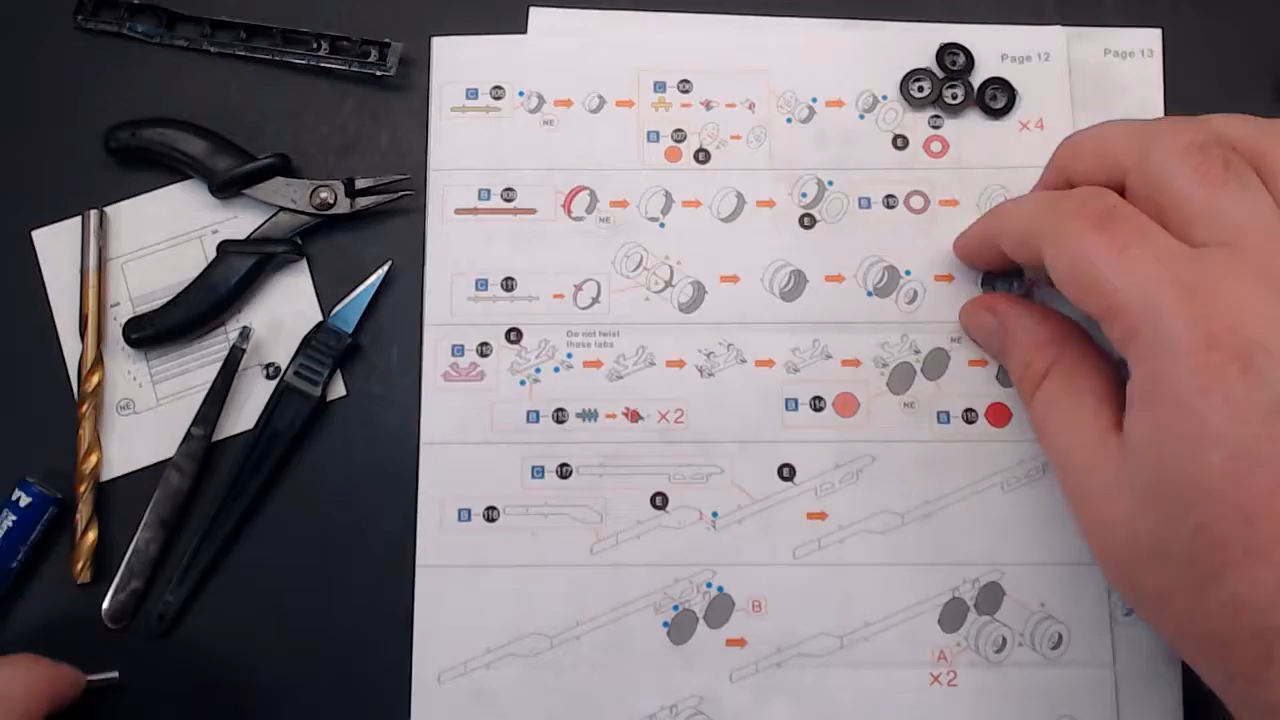 Page 12
Page 13
C 105
NE
C 106
B 107
E
E
108
×4
B 109
NE
E
B 110
C 111
C 112
E
Do not twist
these tabs
NE
B 113
×2
B 114
NE
B 115
C 117
E
B 116
E
B
A
×2
NE
AA